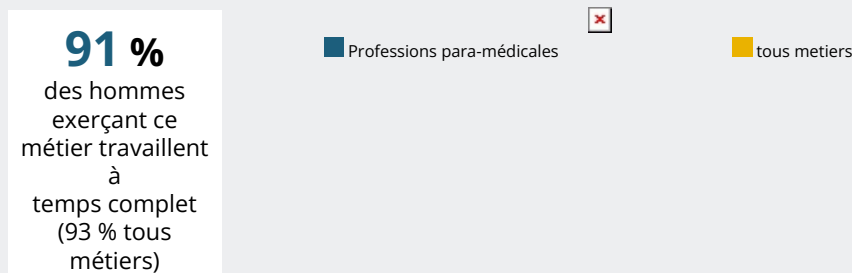 91 %
des hommes
exerçant ce
métier travaillent
à
temps complet
(93 % tous
métiers)
Professions para-médicales
tous metiers